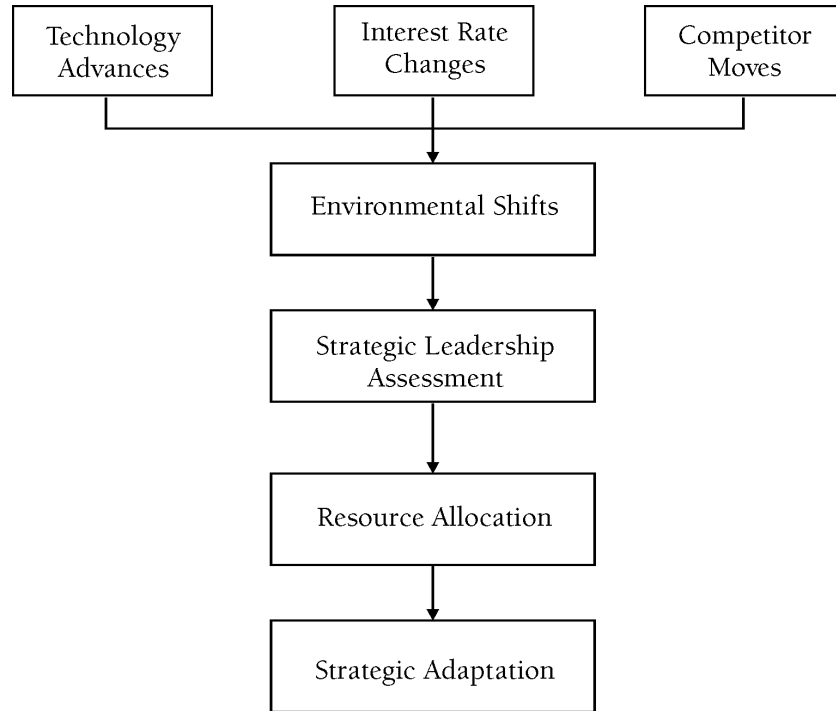 Technology
Advances
Interest Rate
Changes
Competitor
Moves
Environmental Shifts
Strategic Leadership
Assessment
Resource Allocation
Strategic Adaptation